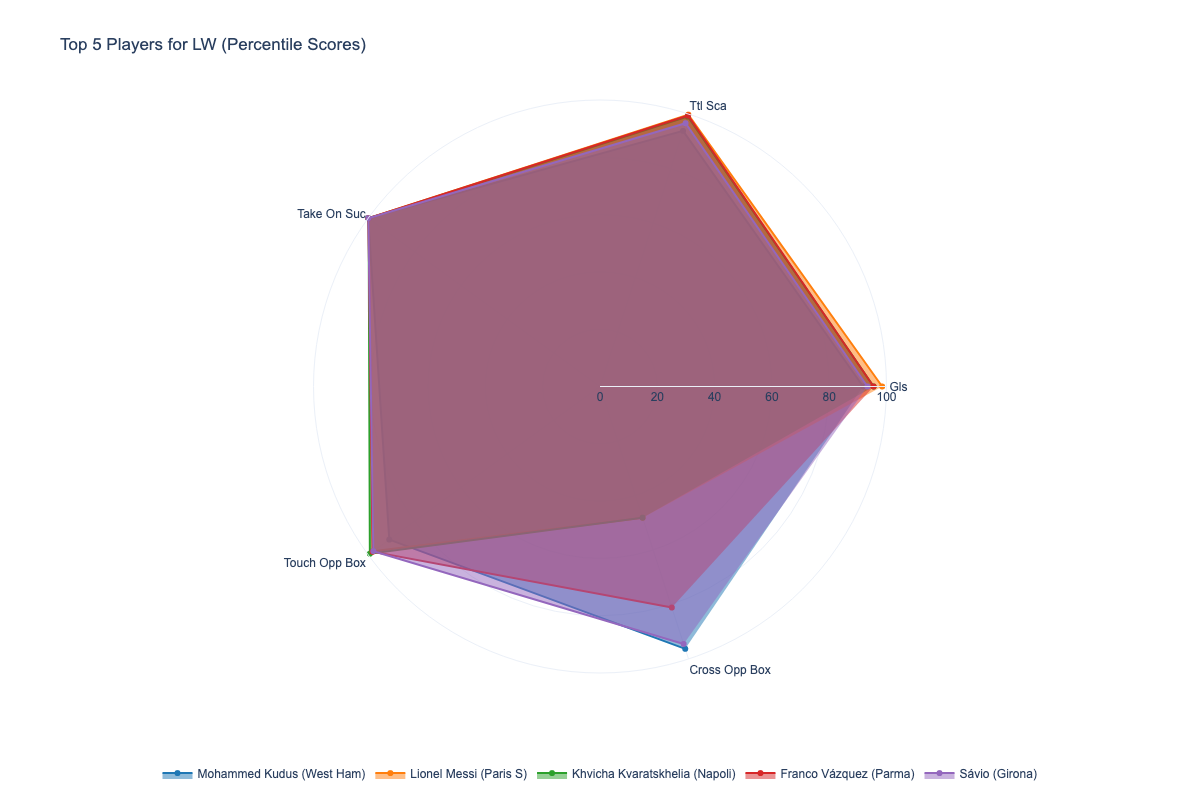 Top 5 Players for LW (Percentile Scores)
Ttl Sca
Take On Suc
Gls
0 20 40 60 80 100
Touch Opp Box
Cross Opp Box
Mohammed Kudus (West Ham) Lionel Messi (Paris S) Khvicha Kvaratskhelia (Napoli) Franco Vázquez (Parma) Sávio (Girona)